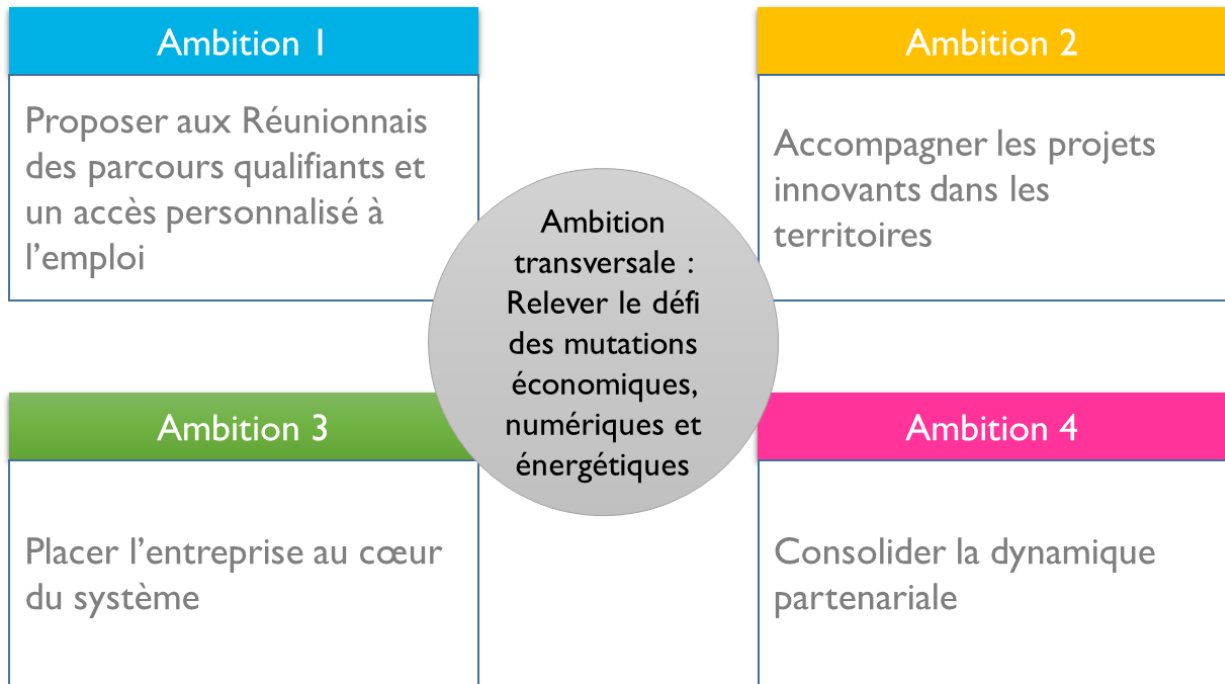 Ambition 1
Proposer aux Réunionnais
des parcours qualifiants et
un accès personnalisé à
l’emploi
Ambition 2
Accompagner les projets
innovants dans les
territoires
Ambition
transversale :
Relever le défi
des mutations
économiques,
numériques et
énergétiques
Ambition 3
Placer l’entreprise au cœur
du système
Ambition 4
Consolider la dynamique
partenariale